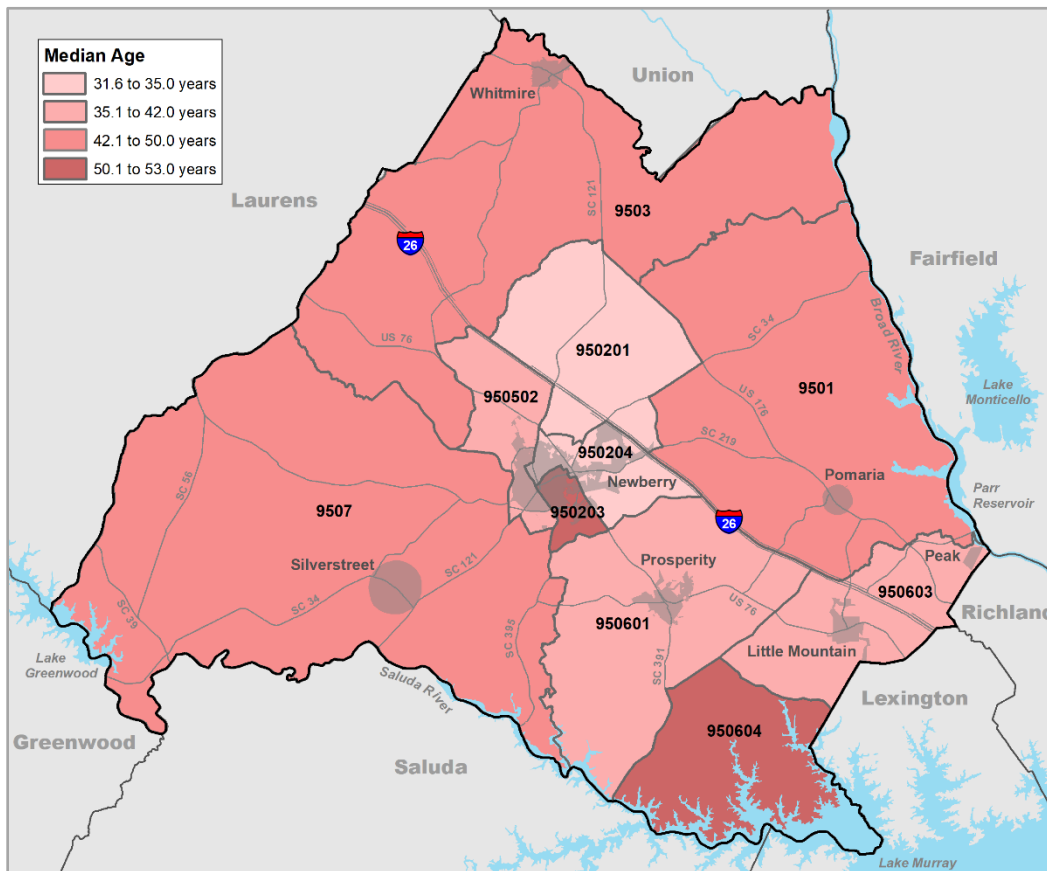 Median Age
31.6 to 35.0 years
35.1 to 42.0 years
42.1 to 50.0 years
50.1 to 53.0 years
Union
Whitmire
Laurens
SC 121
9503
26
Fairfield
Broad River
SC 34
US 76
950201
9501
Lake
Monticello
950502
US 176
SC 219
950204
Newberry
Pomaria
Parr
Reservoir
SC 56
9507
950203
26
Silverstreet
SC 121
Prosperity
Peak
950603
Richland
SC 34
SC 39
SC 395
950601
US 76
Little Mountain
Lake
Greenwood
Saluda River
SC 391
Lexington
Greenwood
950604
Saluda
Lake Murray